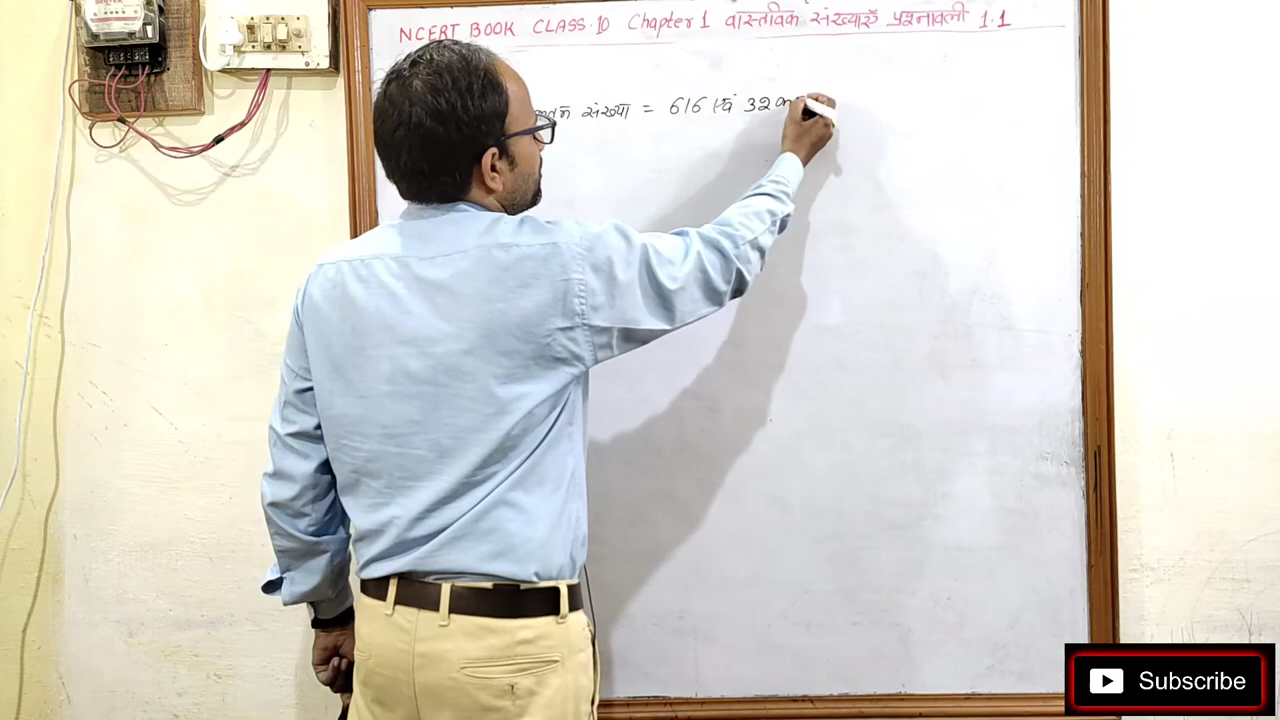 NCERT BOOK CLASS.10 Chapter 1 वास्तविक संख्याएँ प्रश्नावली 1.1
संख्या = 616 एवं 32
Subscribe